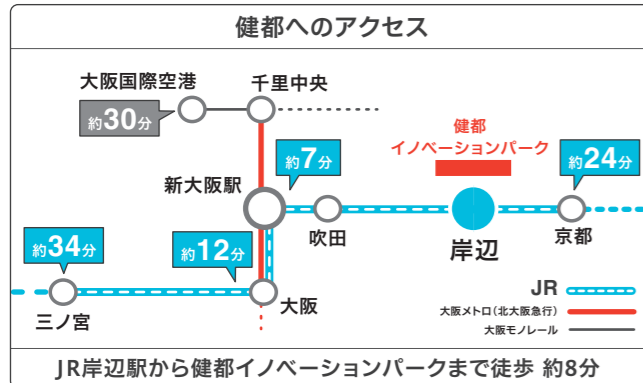 健都へのアクセス
大阪国際空港
千里中央
約30分
健都
イノベーションパーク
約7分
約24分
新大阪駅
吹田
岸辺
京都
約34分
約12分
三ノ宮
大阪
JR
大阪メトロ(北大阪急行)
大阪モノレール
JR岸辺駅から健都イノベーションパークまで徒歩 約8分